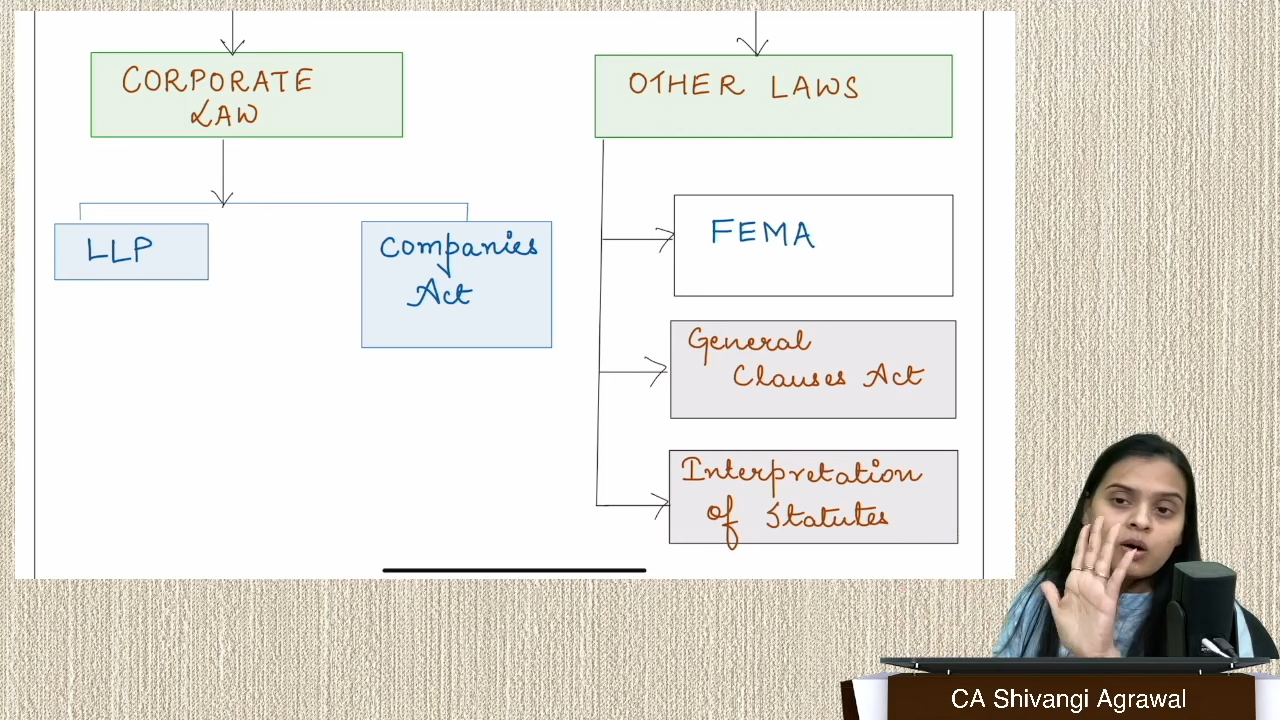 CORPORATE
LAW
OTHER LAWS
LLP
Companies
Act
FEMA
General
Clauses Act
Interpretation
of Statutes
CA Shivangi Agrawal